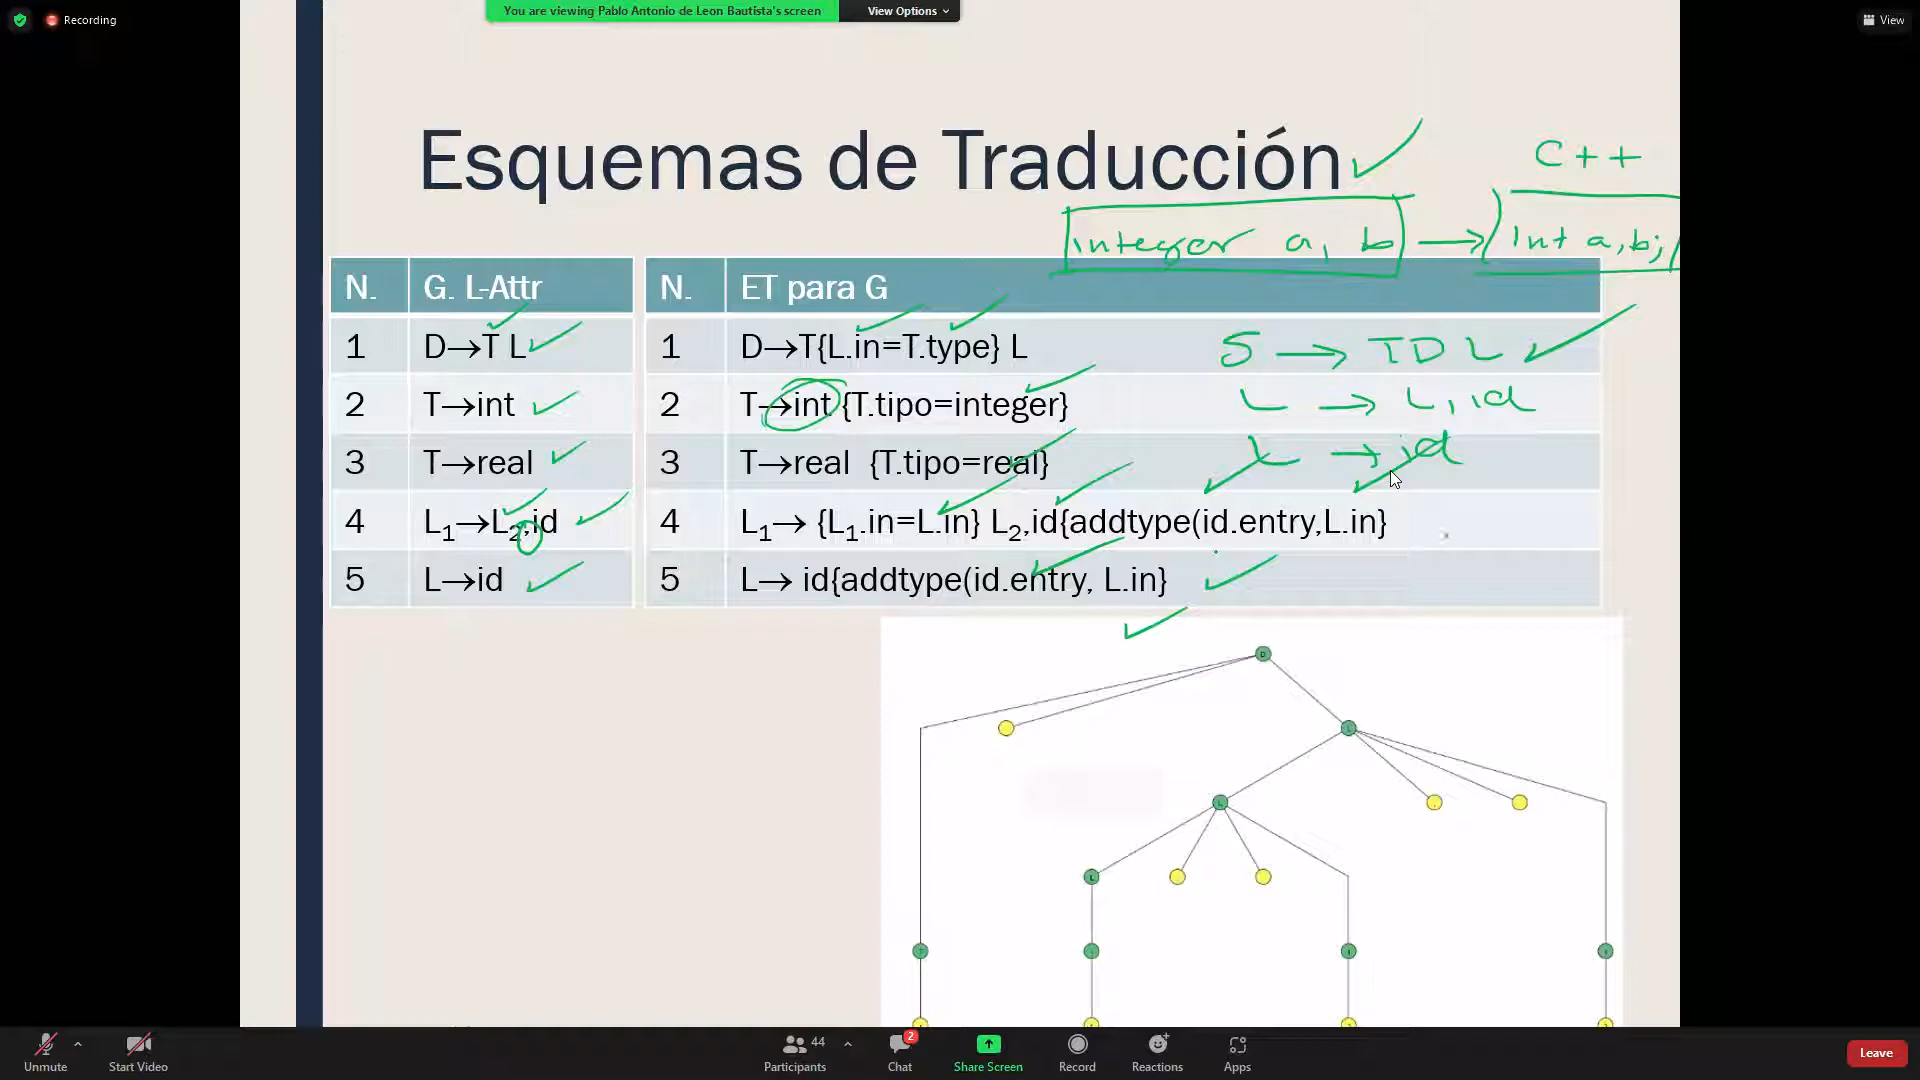 Recording
You are viewing Pablo Antonio de Leon Bautista's screen
View Options
View
Esquemas de Traducción
C++
integer a, b → int a,b;
N. G. L-Attr
1 D→T L
2 T→int
3 T→real
4 L₁→L₂,id
5 L→id
N. ET para G
1 D→T{L.in=T.type} L
2 T→int {T.tipo=integer}
3 T→real {T.tipo=real}
4 L₁→ {L₁.in=L.in} L₂,id{addtype(id.entry,L.in}
5 L→ id{addtype(id.entry, L.in}
S → TDL
L → L, id
L → id
D
Unmute
Start Video
44
Participants
2
Chat
Share Screen
Record
Reactions
Apps
Leave